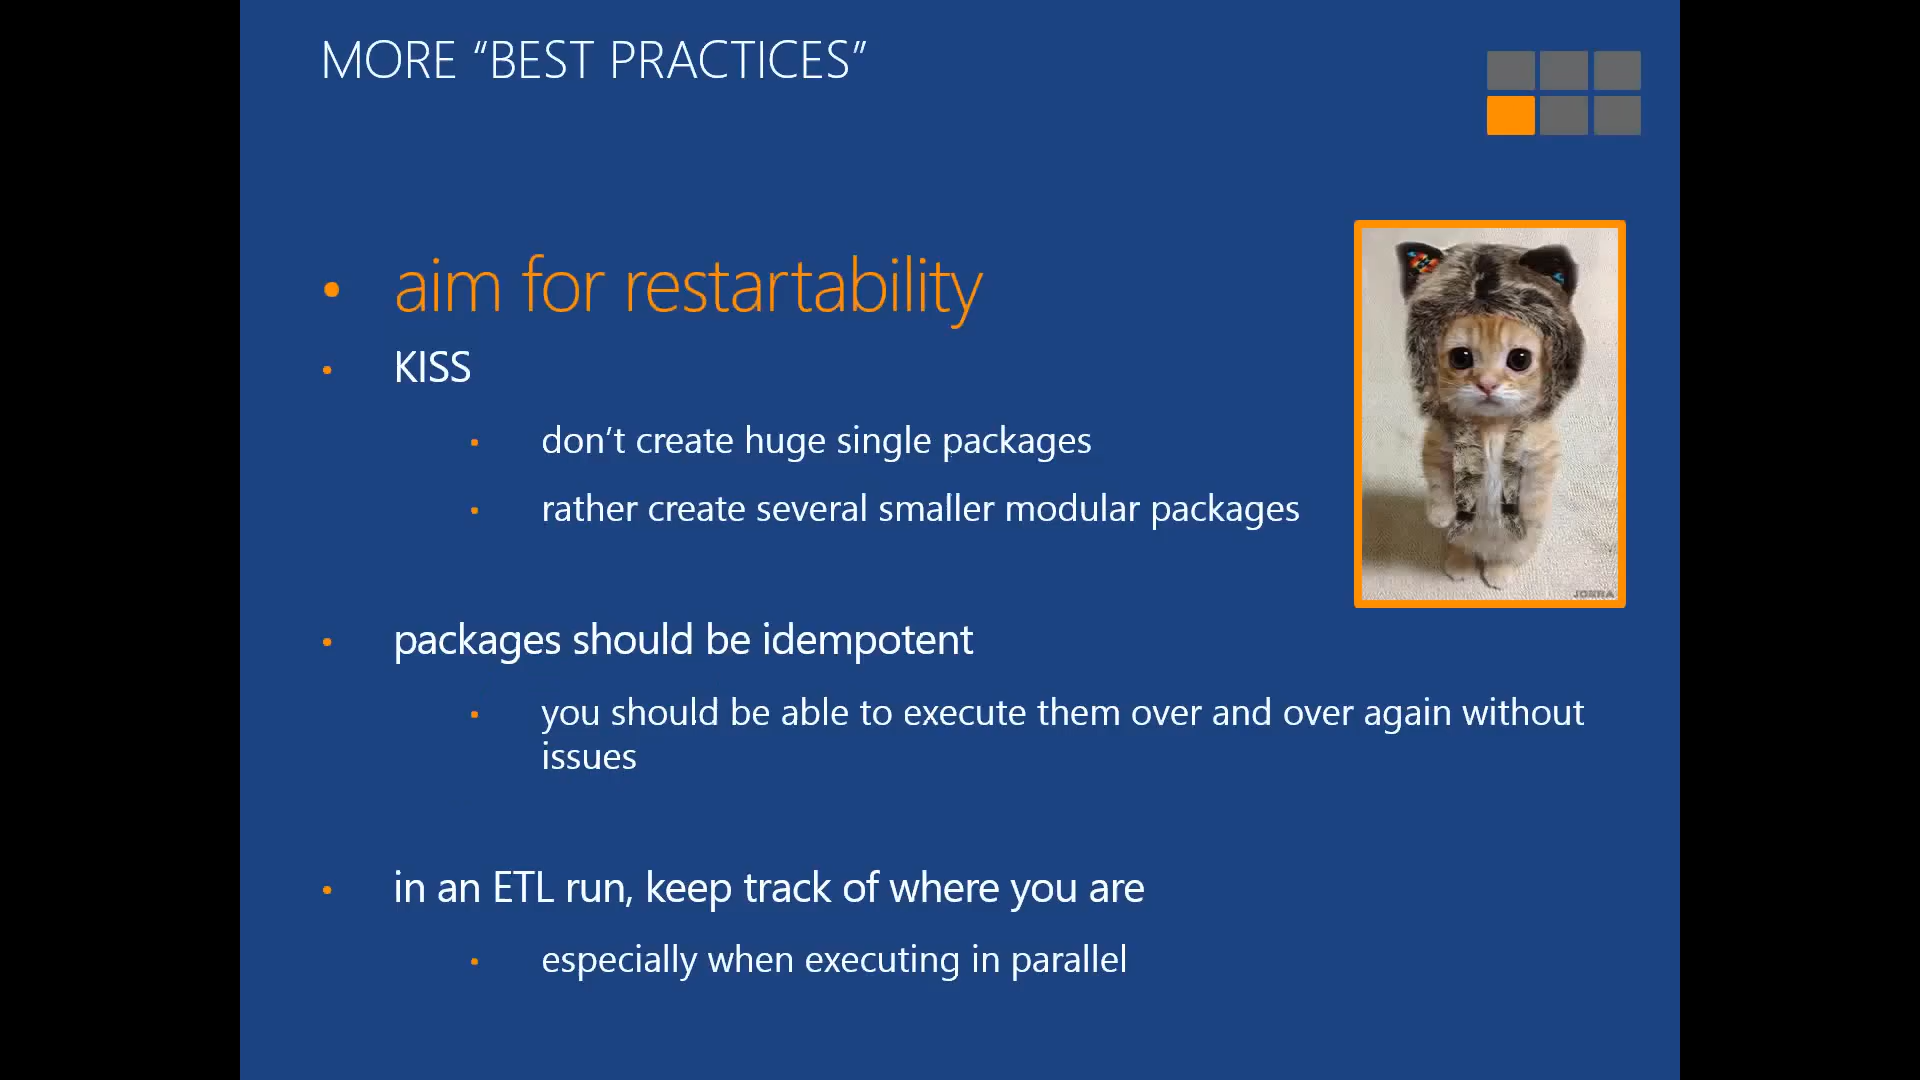 MORE “BEST PRACTICES”
• aim for restartability
• KISS
• don’t create huge single packages
• rather create several smaller modular packages
• packages should be idempotent
• you should be able to execute them over and over again without
issues
• in an ETL run, keep track of where you are
• especially when executing in parallel